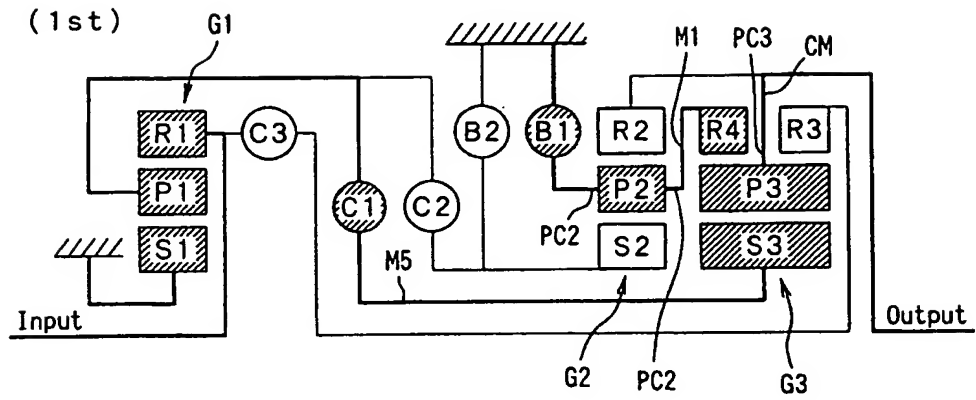 (1st)
G1
M1
PC3
CM
R1
C3
B2
B1
R2
R4
R3
P1
C1
C2
P2
P3
PC2
S1
S2
S3
M5
Input
Output
G2
PC2
G3